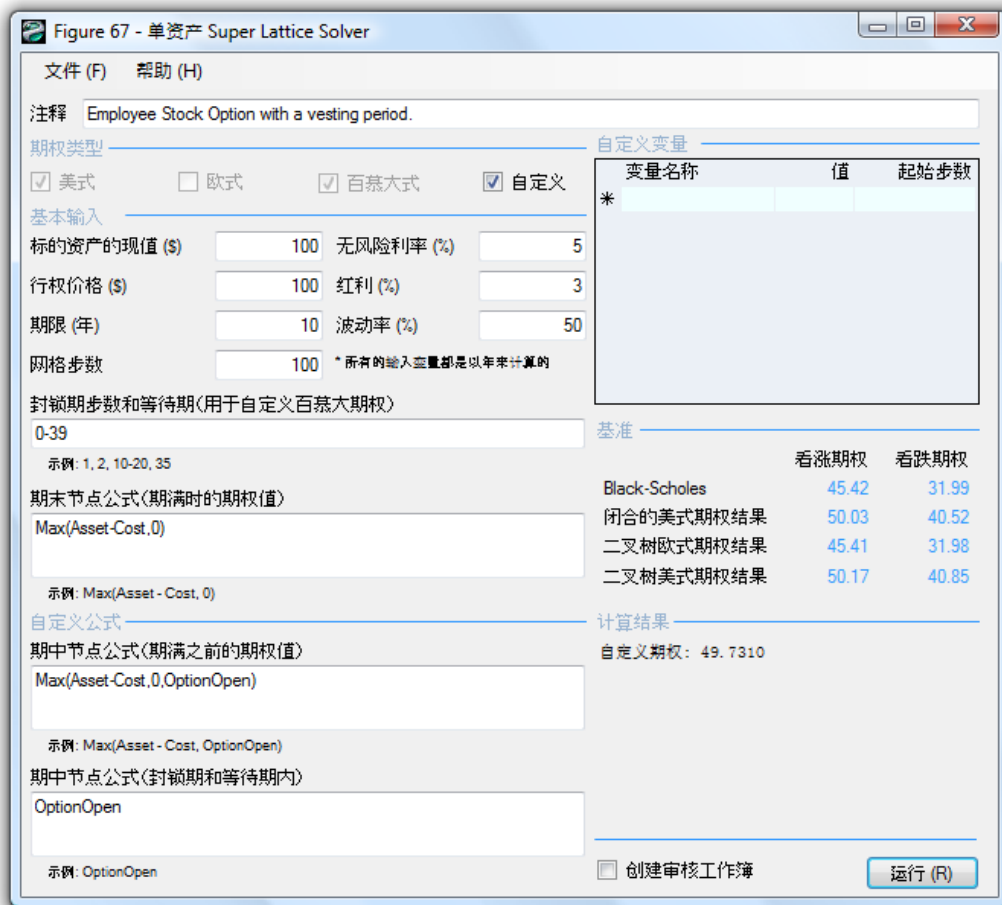 Figure 67 - 单资产 Super Lattice Solver
文件 (F) 帮助 (H)
注释 Employee Stock Option with a vesting period.
期权类型
美式 欧式 百慕大式 自定义
基本输入
标的资产的现值 ($) 100 无风险利率 (%) 5
行权价格 ($) 100 红利 (%) 3
期限 (年) 10 波动率 (%) 50
网格步数 100 * 所有的输入变量都是以年来计算的
封锁期步数和等待期(用于自定义百慕大期权)
0-39
示例: 1, 2, 10-20, 35
期末节点公式(期满时的期权值)
Max(Asset-Cost,0)
示例: Max(Asset - Cost, 0)
自定义公式
期中节点公式(期满之前的期权值)
Max(Asset-Cost,0,OptionOpen)
示例: Max(Asset - Cost, OptionOpen)
期中节点公式(封锁期和等待期内)
OptionOpen
示例: OptionOpen
自定义变量
变量名称 值 起始步数
*
基准
看涨期权 看跌期权
Black-Scholes 45.42 31.99
闭合的美式期权结果 50.03 40.52
二叉树欧式期权结果 45.41 31.98
二叉树美式期权结果 50.17 40.85
计算结果
自定义期权: 49.7310
创建审核工作簿 运行 (R)